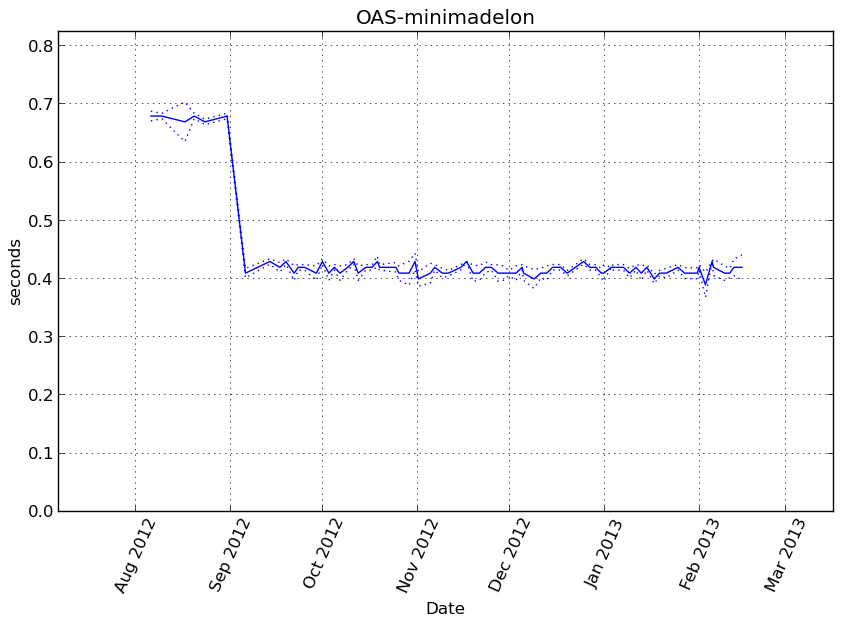 OAS-minimadelon
0.8
0.7
0.6
0.5
0.4
0.3
0.2
0.1
0.0
seconds
Aug 2012
Sep 2012
Oct 2012
Nov 2012
Dec 2012
Jan 2013
Feb 2013
Mar 2013
Date